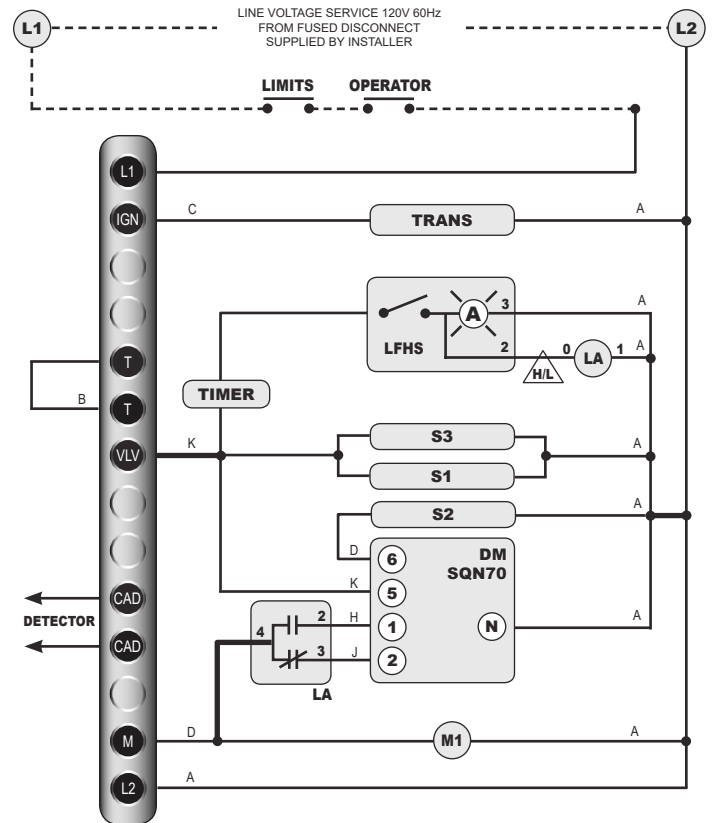 L1
LINE VOLTAGE SERVICE 120V 60Hz
FROM FUSED DISCONNECT
SUPPLIED BY INSTALLER
L2
LIMITS
OPERATOR
L1
IGN
C
TRANS
A
A
3
A
LFHS
2
H/L
0
LA
1
A
T
B
T
TIMER
VLV
K
S3
S1
A
S2
A
D
6
DM
SQN70
K
5
CAD
DETECTOR
CAD
4
2
H
1
N
A
3
J
2
LA
M
D
M1
A
L2
A